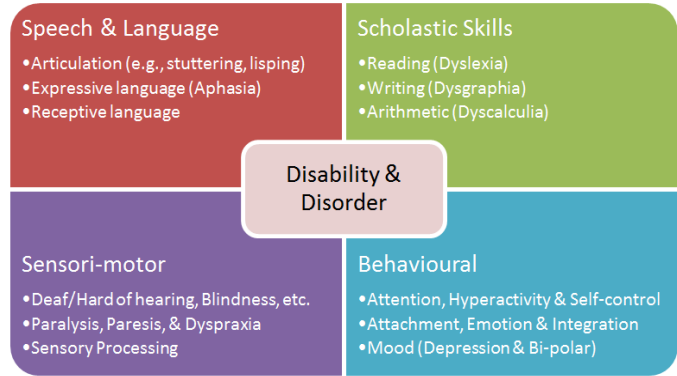 Speech & Language
•Articulation (e.g., stuttering, lisping)
•Expressive language (Aphasia)
•Receptive language
Scholastic Skills
•Reading (Dyslexia)
•Writing (Dysgraphia)
•Arithmetic (Dyscalculia)
Disability &
Disorder
Sensori-motor
•Deaf/Hard of hearing, Blindness, etc.
•Paralysis, Paresis, & Dyspraxia
•Sensory Processing
Behavioural
•Attention, Hyperactivity & Self-control
•Attachment, Emotion & Integration
•Mood (Depression & Bi-polar)